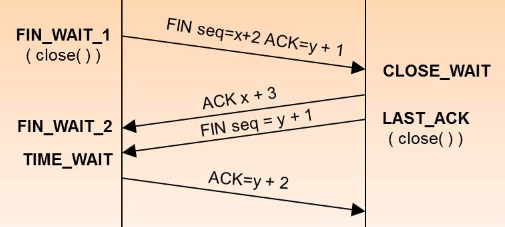 FIN seq=x+2 ACK=y + 1
FIN_WAIT_1
( close( ) )
CLOSE_WAIT
ACK x + 3
FIN_WAIT_2
FIN seq = y + 1
LAST_ACK
( close( ) )
TIME_WAIT
ACK=y + 2